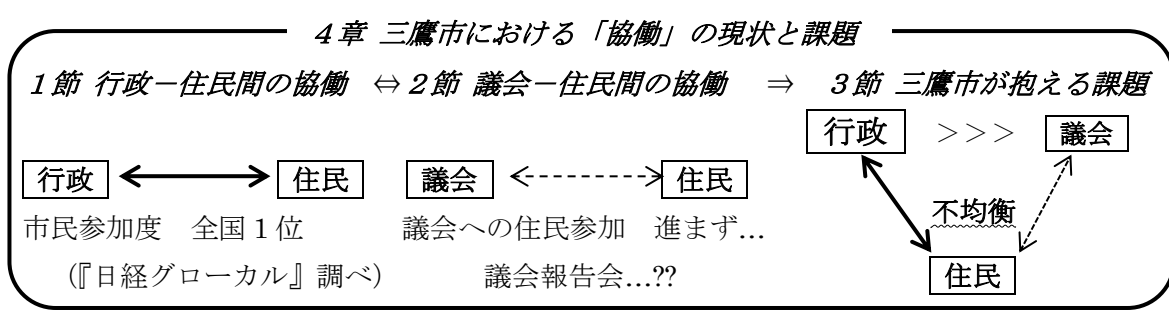 4章 三鷹市における「協働」の現状と課題
1節 行政－住民間の協働 ⇔ 2節 議会－住民間の協働 ⇒ 3節 三鷹市が抱える課題
行政 >>> 議会
行政 住民 議会 住民
不均衡
市民参加度 全国1位 議会への住民参加 進まず…
(『日経グローカル』調べ) 議会報告会…??
住民